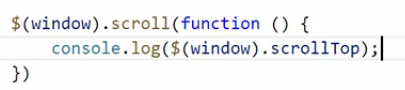 $(window).scroll(function () {
    console.log($(window).scrollTop);
})